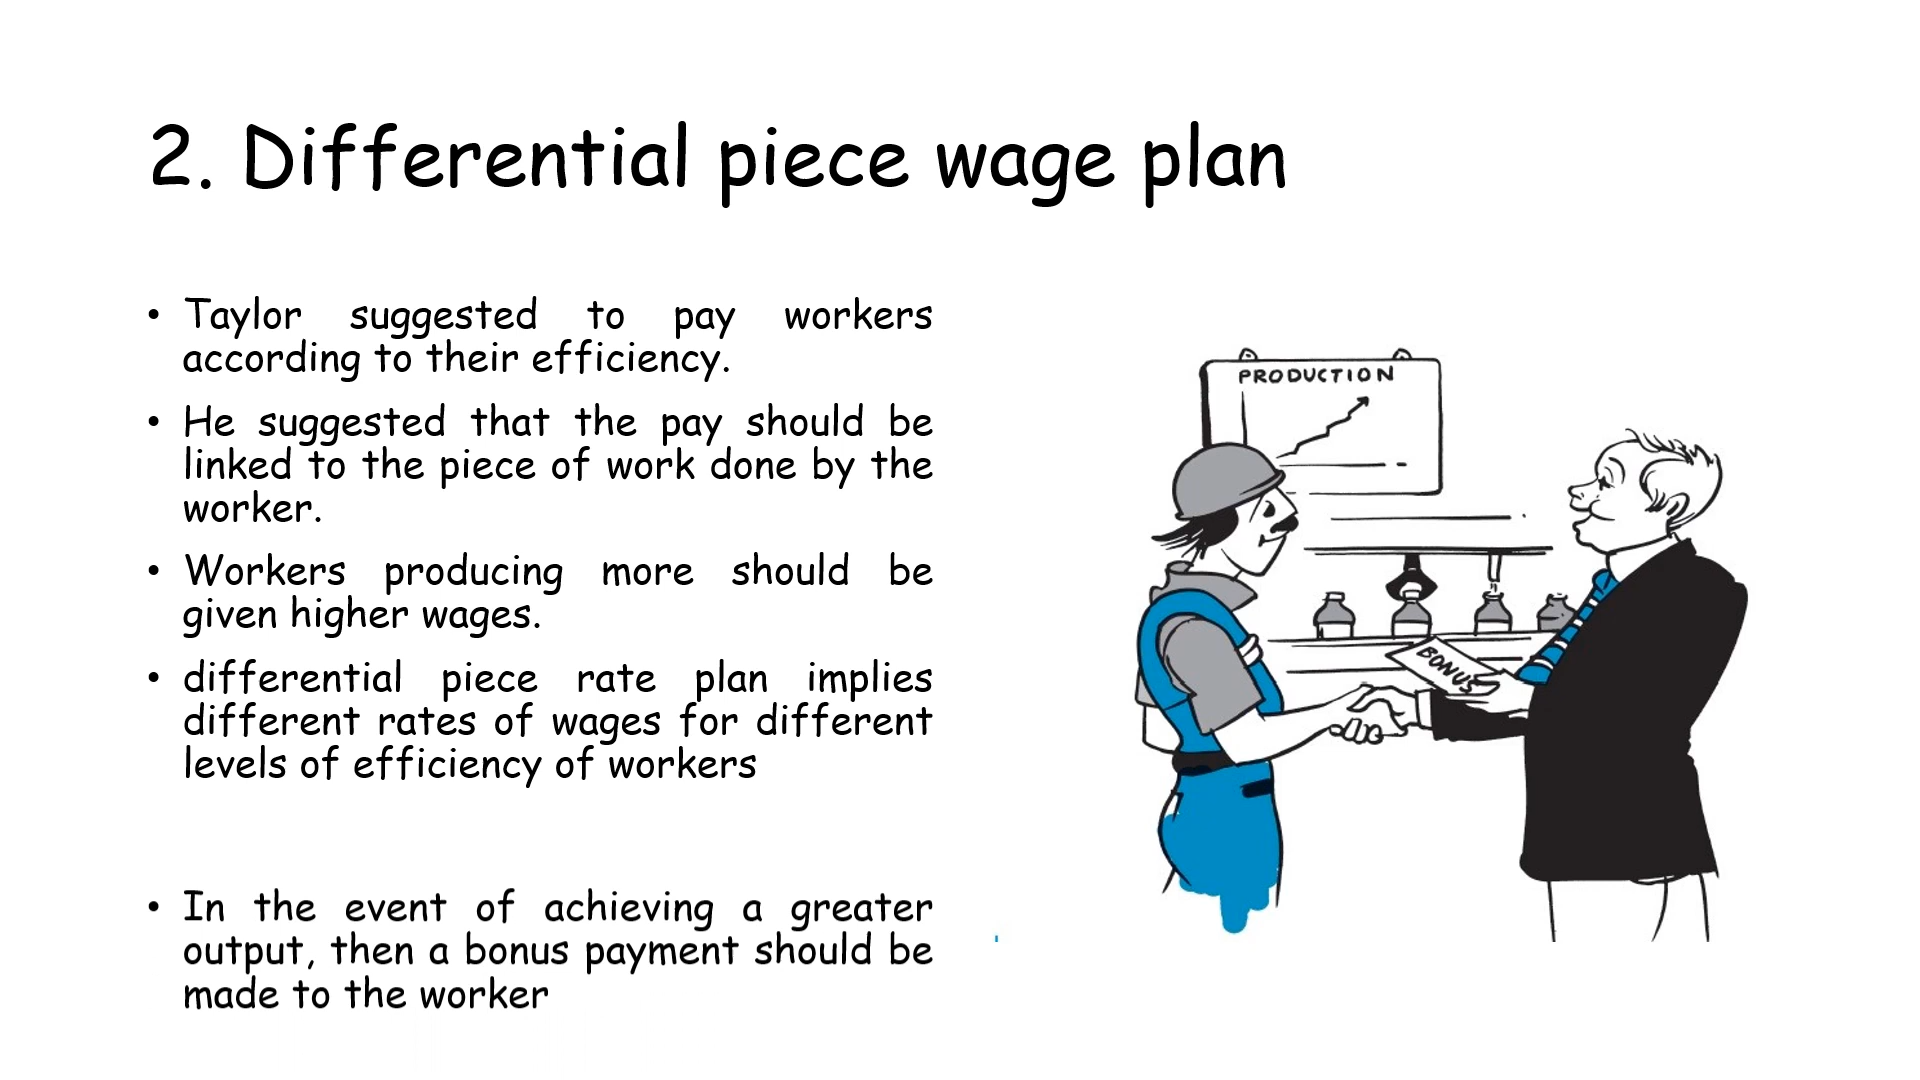 2. Differential piece wage plan
• Taylor suggested to pay workers
according to their efficiency.
• He suggested that the pay should be
linked to the piece of work done by the
worker.
• Workers producing more should be
given higher wages.
• differential piece rate plan implies
different rates of wages for different
levels of efficiency of workers
• In the event of achieving a greater
output, then a bonus payment should be
made to the worker
PRODUCTION
BONUS